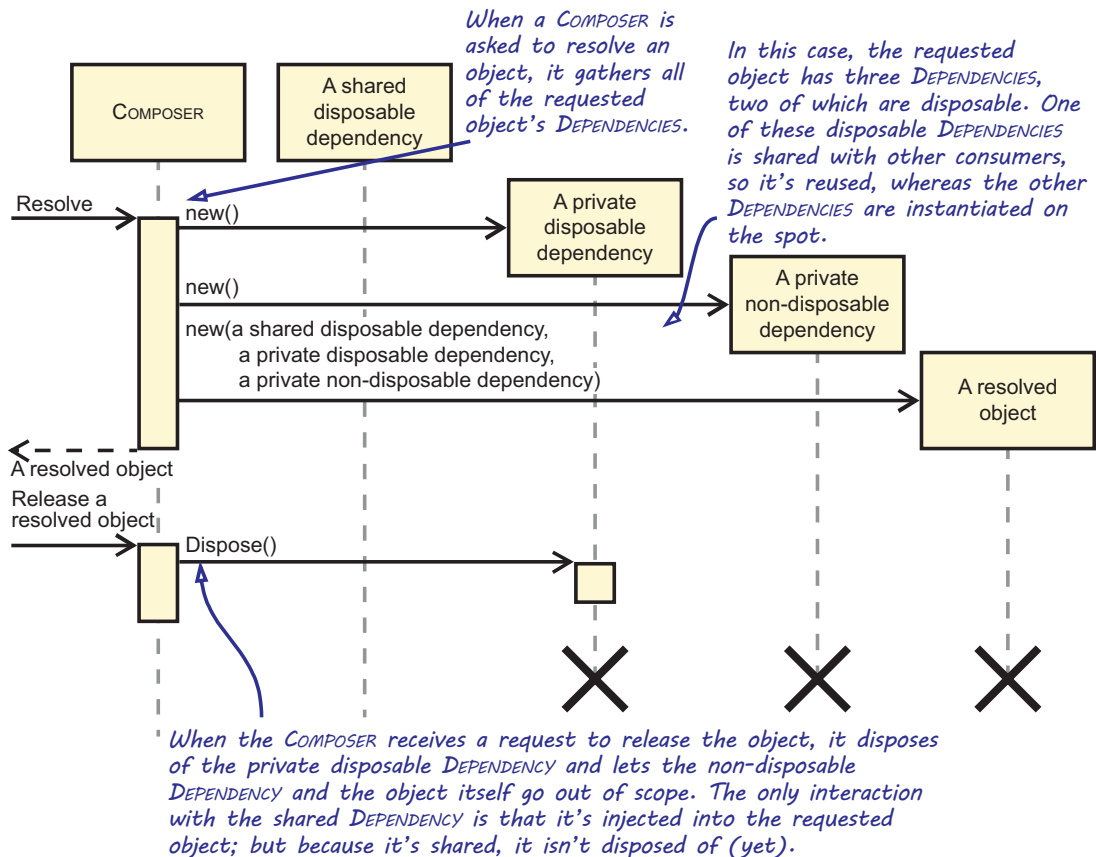 When a COMPOSER is
asked to resolve an
object, it gathers all
of the requested
object's DEPENDENCIES.
In this case, the requested
object has three DEPENDENCIES,
two of which are disposable. One
of these disposable DEPENDENCIES
is shared with other consumers,
so it's reused, whereas the other
DEPENDENCIES are instantiated on
the spot.
COMPOSER
A shared
disposable
dependency
Resolve
new()
A private
disposable
dependency
new()
A private
non-disposable
dependency
new(a shared disposable dependency,
a private disposable dependency,
a private non-disposable dependency)
A resolved
object
A resolved object
Release a
resolved object
Dispose()
When the COMPOSER receives a request to release the object, it disposes
of the private disposable DEPENDENCY and lets the non-disposable
DEPENDENCY and the object itself go out of scope. The only interaction
with the shared DEPENDENCY is that it's injected into the requested
object; but because it's shared, it isn't disposed of (yet).